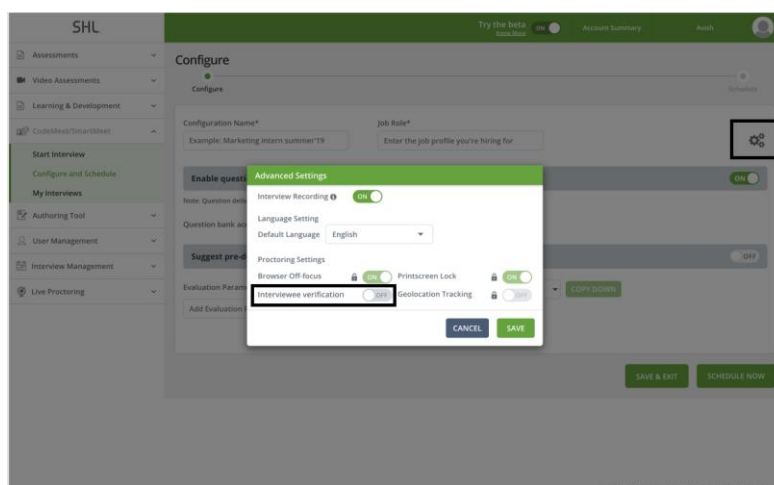 SHL
Try the beta
Know More
ON
Account Summary
Avish
Assessments
Video Assessments
Learning & Development
CodeMeet/SmartMeet
Start Interview
Configure and Schedule
My Interviews
Authoring Tool
User Management
Interview Management
Live Proctoring
Configure
Configure
Schedule
Configuration Name*
Job Role*
Example: Marketing Intern summer'19
Enter the job profile you're hiring for
Enable questi
ON
Note: Question deliv
Question bank acc
Suggest pre-d
OFF
Evaluation Parame
COPY DOWN
Add Evaluation
Advanced Settings
Interview Recording
ON
Language Setting
Default Language
English
Proctoring Settings
Browser Off-focus
ON
Printscreen Lock
ON
Interviewee verification
OFF
Geolocation Tracking
OFF
CANCEL
SAVE
SAVE & EXIT
SCHEDULE NOW